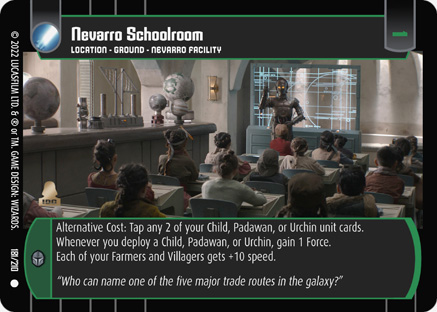 Nevarro Schoolroom
LOCATION - GROUND - NEVARRO FACILITY
Alternative Cost: Tap any 2 of your Child, Padawan, or Urchin unit cards.
Whenever you deploy a Child, Padawan, or Urchin, gain 1 Force.
Each of your Farmers and Villagers gets +10 speed.
“Who can name one of the five major trade routes in the galaxy?”
© 2022 LUCASFILM LTD. & ® or TM. GAME DESIGN: WIZARDS.